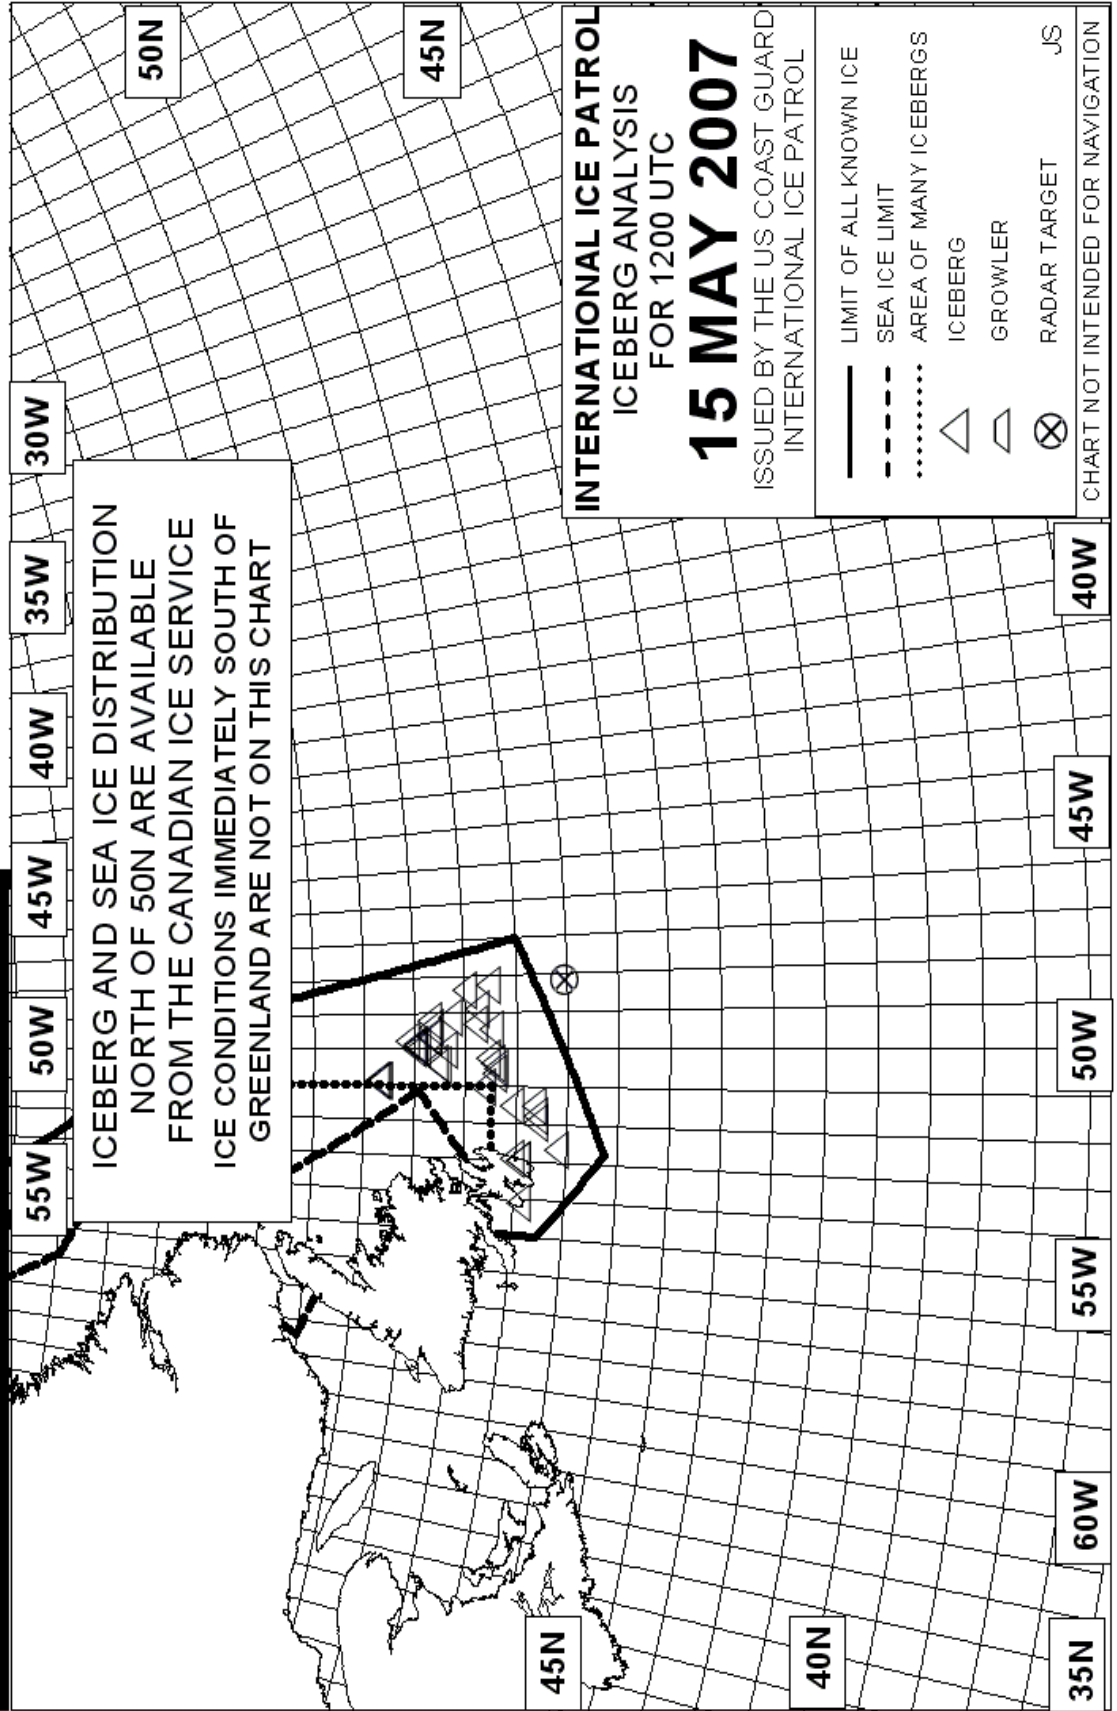 50N
45N
30W
35W
40W
45W
50W
55W
ICEBERG AND SEA ICE DISTRIBUTION
NORTH OF 50N ARE AVAILABLE
FROM THE CANADIAN ICE SERVICE
ICE CONDITIONS IMMEDIATELY SOUTH OF
GREENLAND ARE NOT ON THIS CHART
INTERNATIONAL ICE PATROL
ICEBERG ANALYSIS
FOR 1200 UTC
15 MAY 2007
ISSUED BY THE US COAST GUARD
INTERNATIONAL ICE PATROL
LIMIT OF ALL KNOWN ICE
SEA ICE LIMIT
AREA OF MANY ICEBERGS
ICEBERG
GROWLER
RADAR TARGET
JS
CHART NOT INTENDED FOR NAVIGATION
45N
40N
35N
60W
55W
50W
45W
40W